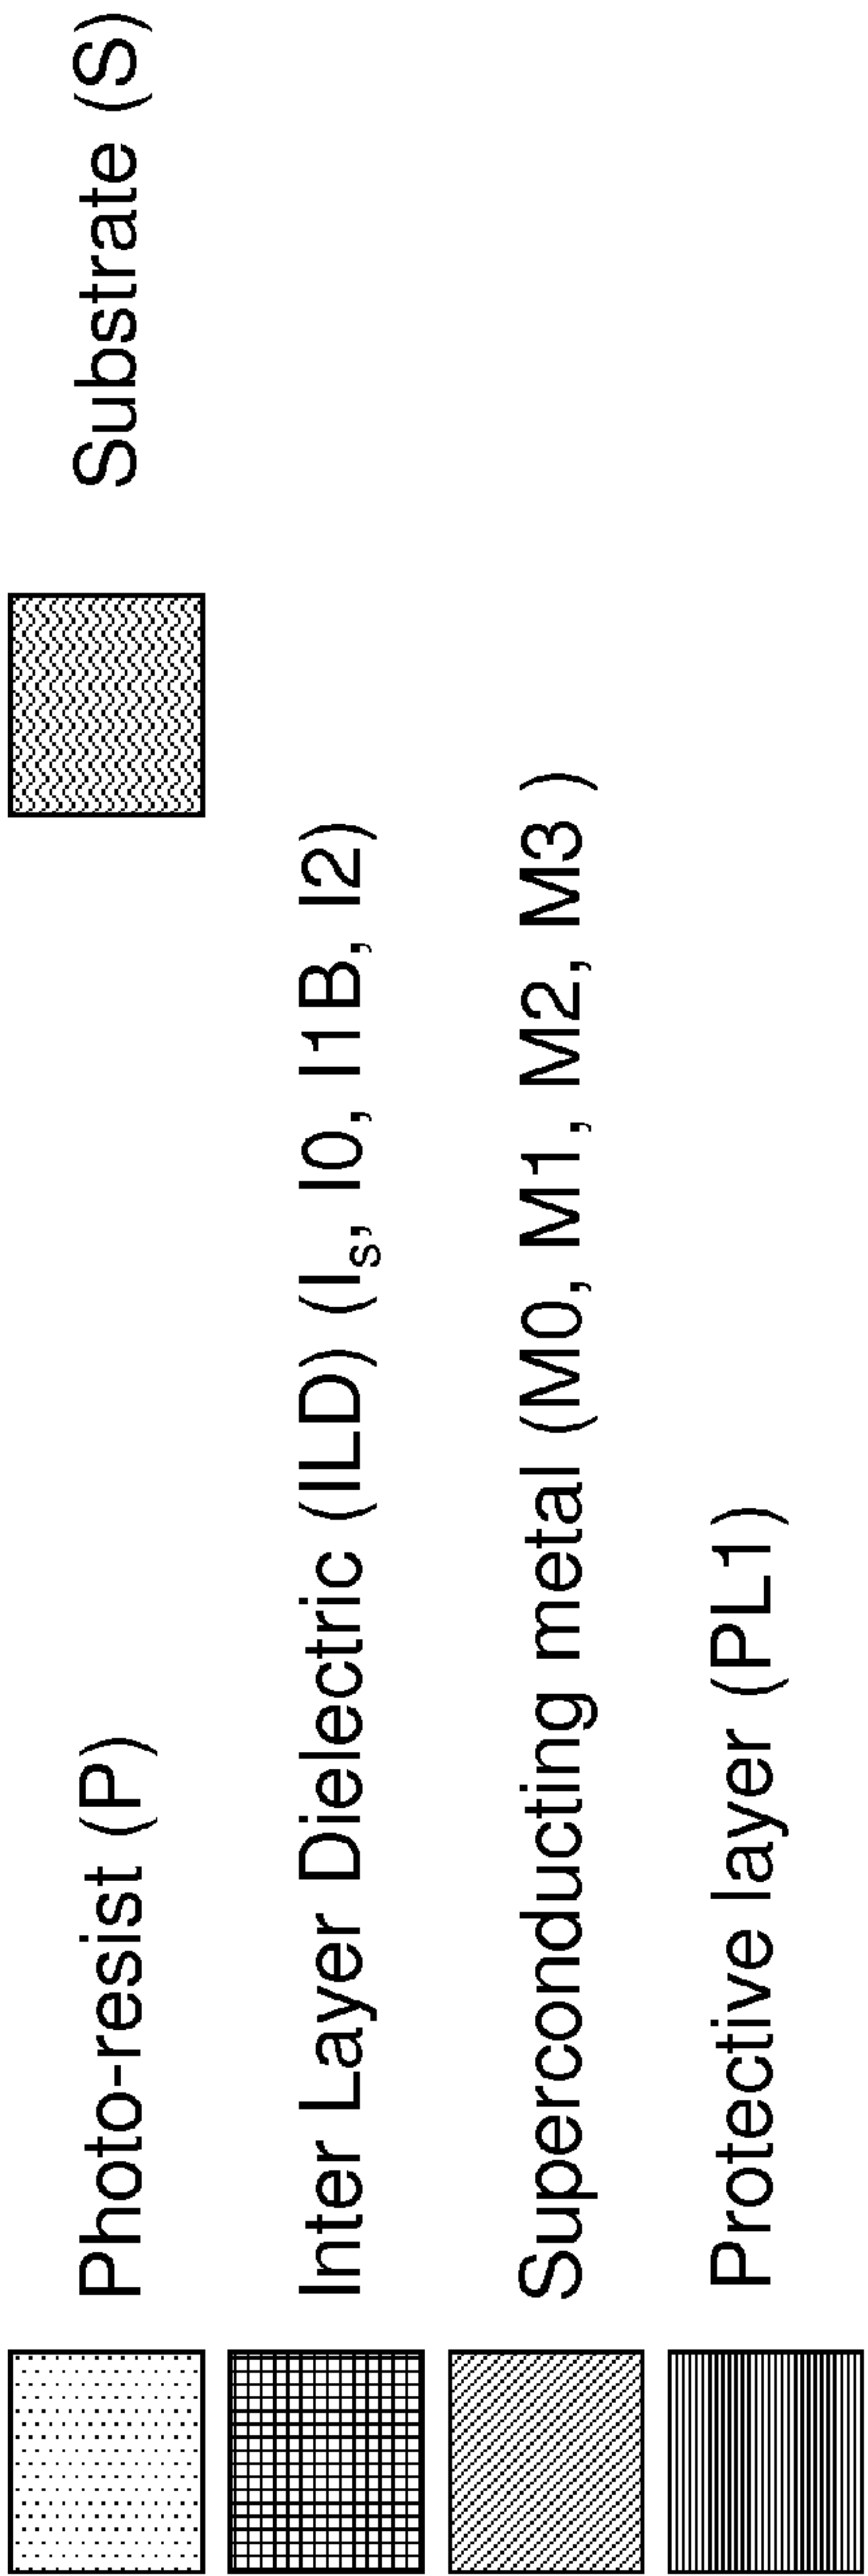 Photo-resist (P)
Substrate (S)
Inter Layer Dielectric (ILD) (Iₛ, I0, I1B, I2)
Superconducting metal (M0, M1, M2, M3 )
Protective layer (PL1)